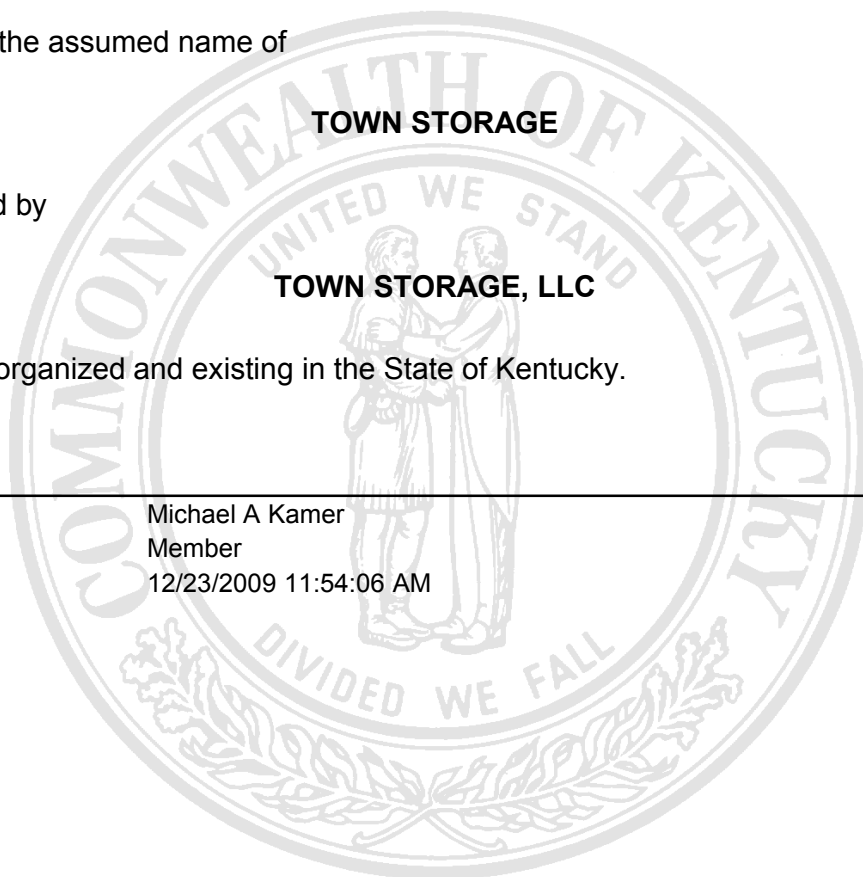 the assumed name of
TOWN STORAGE
d by
TOWN STORAGE, LLC
organized and existing in the State of Kentucky.
Michael A Kamer
Member
12/23/2009 11:54:06 AM
COMMONWEALTH OF KENTUCKY
UNITED WE STAND
DIVIDED WE FALL